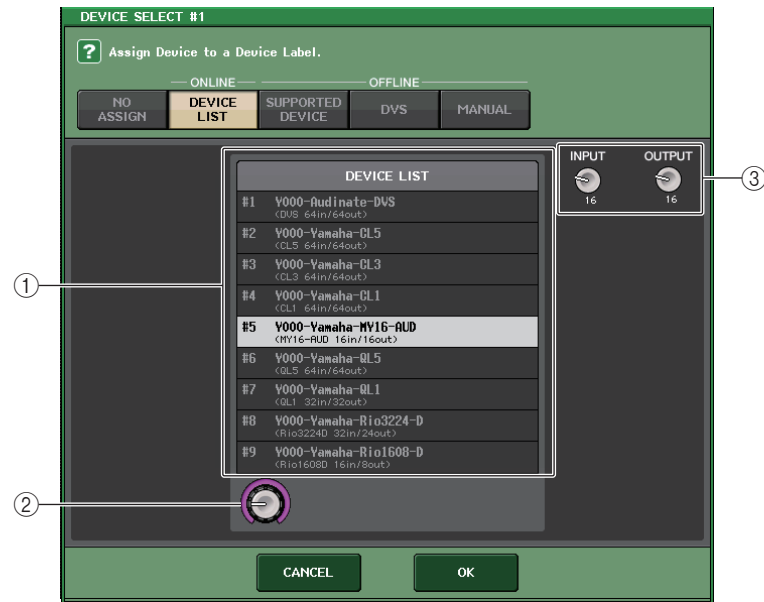 DEVICE SELECT #1
? Assign Device to a Device Label.
ONLINE OFFLINE
NO ASSIGN
DEVICE LIST
SUPPORTED DEVICE
DVS
MANUAL
DEVICE LIST
#1 Y000-Audinate-DVS
(DVS 64in/64out)
#2 Y000-Yamaha-CL5
(CL5 64in/64out)
#3 Y000-Yamaha-CL3
(CL3 64in/64out)
#4 Y000-Yamaha-CL1
(CL1 64in/64out)
#5 Y000-Yamaha-MY16-AUD
(MY16-AUD 16in/16out)
#6 Y000-Yamaha-QL5
(QL5 64in/64out)
#7 Y000-Yamaha-QL1
(QL1 32in/32out)
#8 Y000-Yamaha-Rio3224-D
(Rio3224D 32in/24out)
#9 Y000-Yamaha-Rio1608-D
(Rio1608D 16in/8out)
INPUT OUTPUT
16 16
①
②
③
CANCEL OK